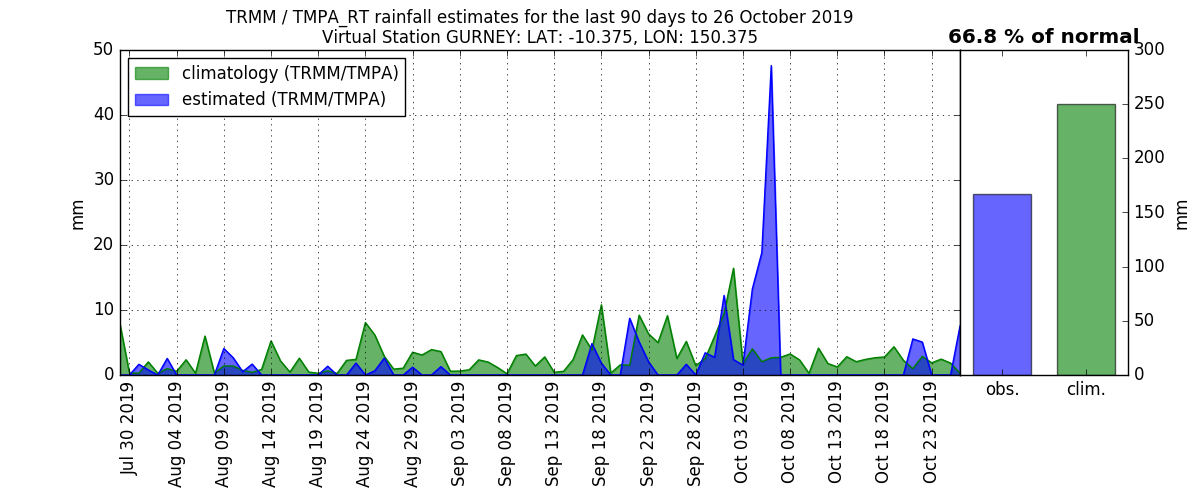 TRMM / TMPA_RT rainfall estimates for the last 90 days to 26 October 2019
Virtual Station GURNEY: LAT: -10.375, LON: 150.375
66.8 % of normal
climatology (TRMM/TMPA)
estimated (TRMM/TMPA)
50
40
30
20
10
0
mm
Jul 30 2019
Aug 04 2019
Aug 09 2019
Aug 14 2019
Aug 19 2019
Aug 24 2019
Aug 29 2019
Sep 03 2019
Sep 08 2019
Sep 13 2019
Sep 18 2019
Sep 23 2019
Sep 28 2019
Oct 03 2019
Oct 08 2019
Oct 13 2019
Oct 18 2019
Oct 23 2019
obs.
clim.
300
250
200
150
100
50
0
mm